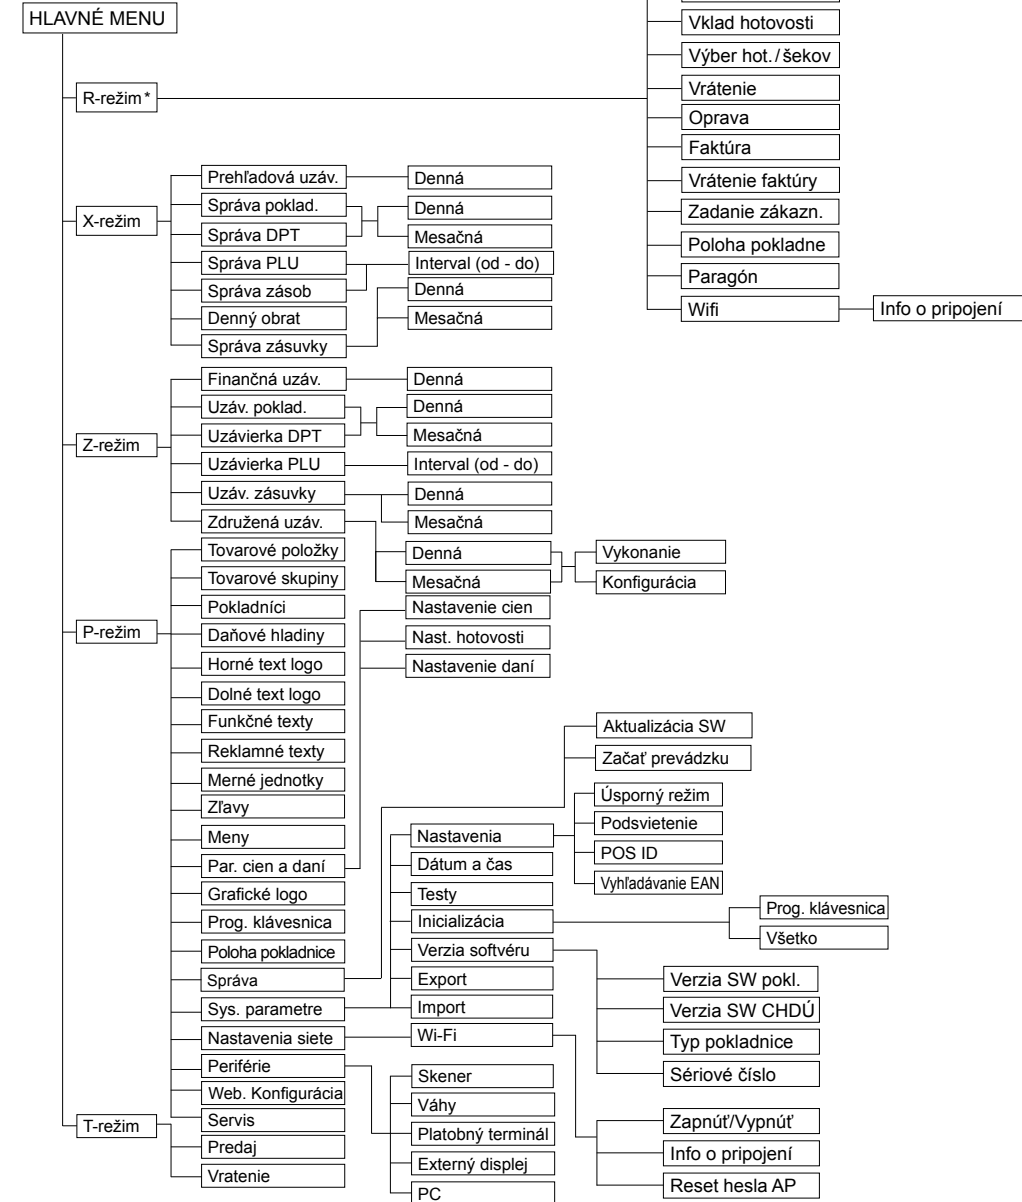 HLAVNÉ MENU
R-režim*
Vklad hotovosti
Výber hot./šekov
Vrátenie
Oprava
Faktúra
Vrátenie faktúry
Zadanie zákazn.
Poloha pokladne
Paragón
Wifi
Info o pripojení
X-režim
Prehľadová uzáv.
Denná
Správa poklad.
Správa DPT
Denná
Mesačná
Správa PLU
Správa zásob
Interval (od - do)
Denný obrat
Správa zásuvky
Denná
Mesačná
Z-režim
Finančná uzáv.
Denná
Uzáv. poklad.
Uzávierka DPT
Denná
Mesačná
Uzávierka PLU
Interval (od - do)
Uzáv. zásuvky
Denná
Mesačná
Združená uzáv.
Denná
Mesačná
Vykonanie
Konfigurácia
P-režim
Tovarové položky
Tovarové skupiny
Pokladníci
Daňové hladiny
Horné text logo
Dolné text logo
Funkčné texty
Reklamné texty
Merné jednotky
Zľavy
Meny
Par. cien a daní
Nastavenie cien
Nast. hotovosti
Nastavenie daní
Grafické logo
Prog. klávesnica
Poloha pokladnice
Správa
Aktualizácia SW
Začať prevádzku
Sys. parametre
Nastavenia
Úsporný režim
Podsvietenie
POS ID
Vyhľadávanie EAN
Dátum a čas
Testy
Inicializácia
Prog. klávesnica
Všetko
Verzia softvéru
Verzia SW pokl.
Verzia SW CHDÚ
Typ pokladnice
Sériové číslo
Export
Import
Nastavenia siete
Wi-Fi
Zapnúť/Vypnúť
Info o pripojení
Reset hesla AP
Periférie
Skener
Váhy
Platobný terminál
Externý displej
PC
Web. Konfigurácia
Servis
T-režim
Predaj
Vratenie